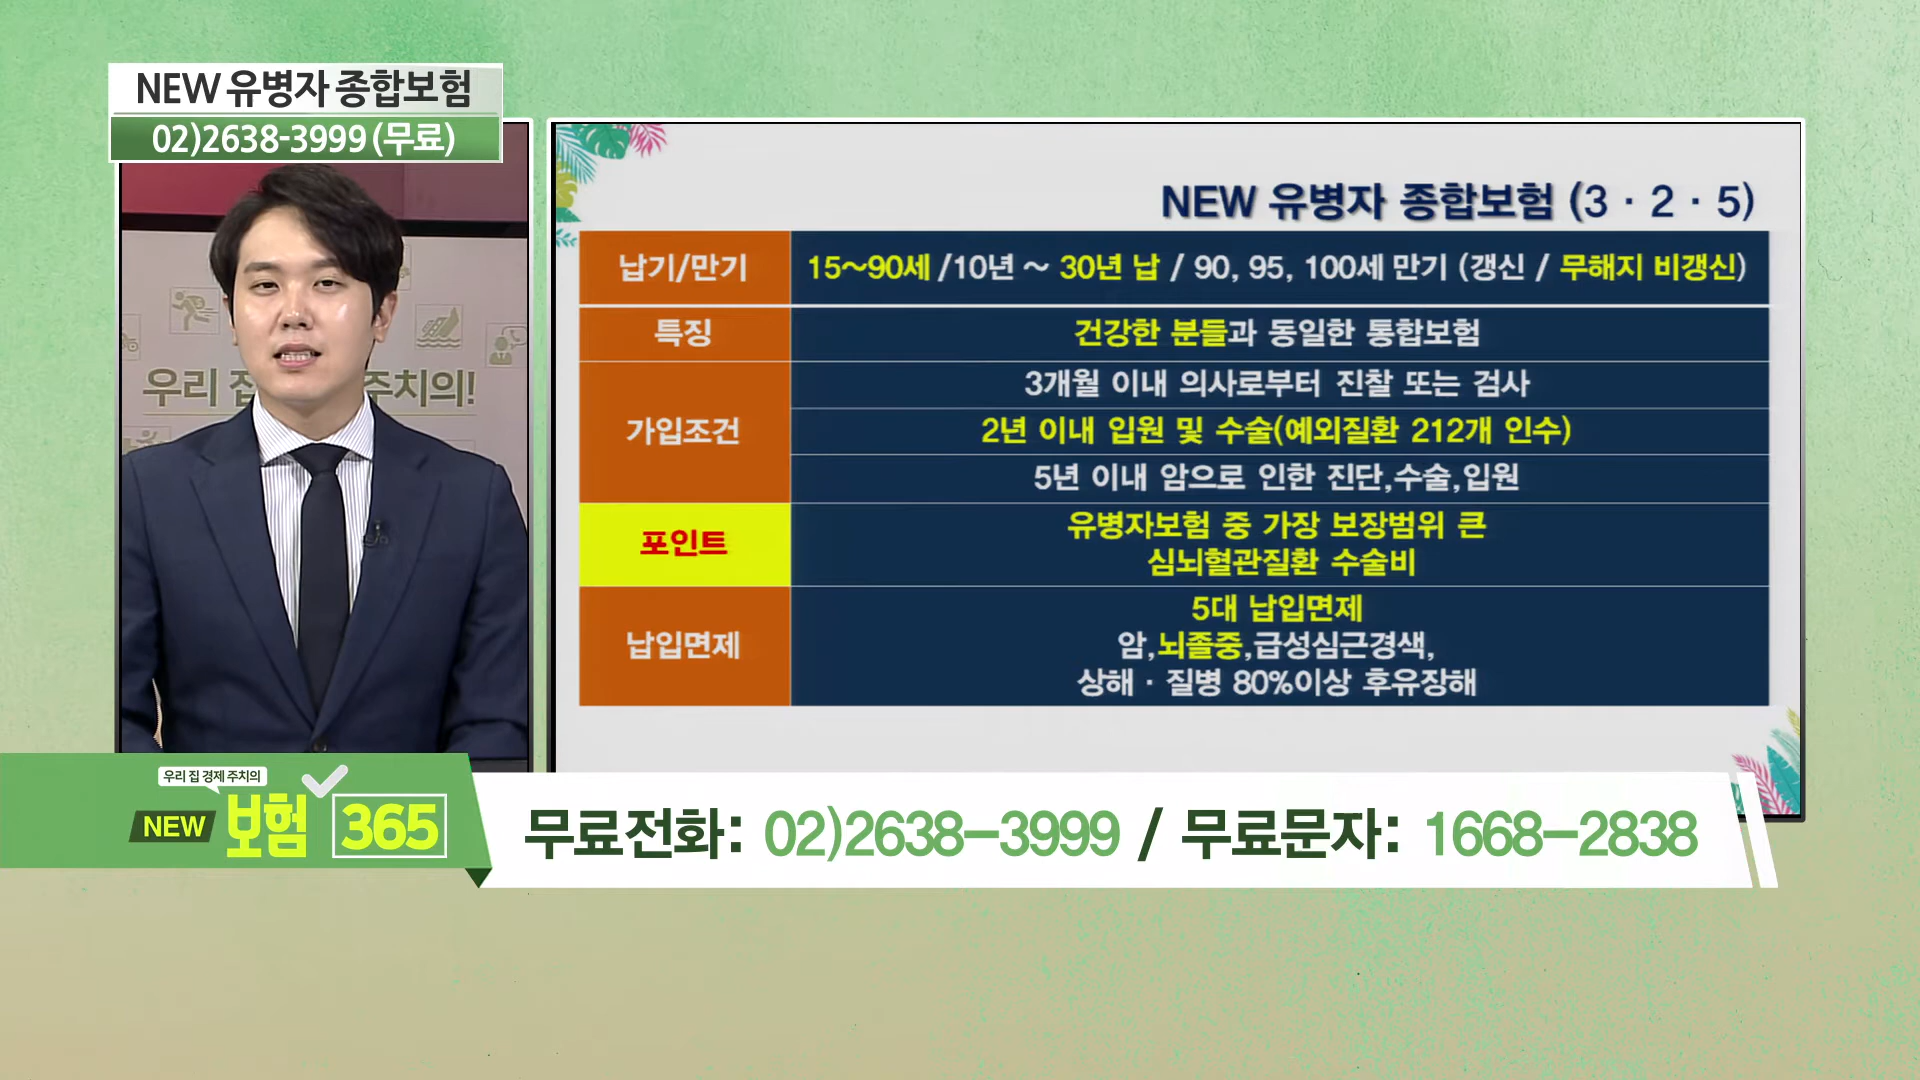 NEW 유병자 종합보험
02)2638-3999 (무료)
우리 집 주치의!
NEW 유병자 종합보험 (3 · 2 · 5)
납기/만기
15~90세 /10년 ~ 30년 납 / 90, 95, 100세 만기 (갱신 / 무해지 비갱신)
특징
건강한 분들과 동일한 통합보험
가입조건
3개월 이내 의사로부터 진찰 또는 검사
2년 이내 입원 및 수술(예외질환 212개 인수)
5년 이내 암으로 인한 진단,수술,입원
포인트
유병자보험 중 가장 보장범위 큰
심뇌혈관질환 수술비
납입면제
5대 납입면제
암,뇌졸중,급성심근경색,
상해 · 질병 80%이상 후유장해
우리 집 경제 주치의
NEW 보험 365
무료전화: 02)2638-3999 / 무료문자: 1668-2838